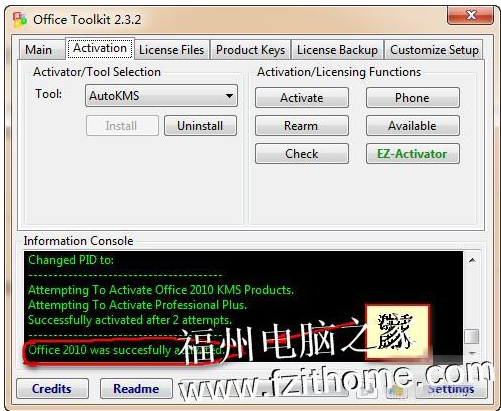 Office Toolkit 2.3.2
Main Activation License Files Product Keys License Backup Customize Setup
Activator/Tool Selection
Tool: AutoKMS
Install Uninstall
Activation/Licensing Functions
Activate Phone
Rearm Available
Check EZ-Activator
Information Console
Changed PID to:
----------------------------------------
Attempting To Activate Office 2010 KMS Products.
Attempting To Activate Professional Plus.
Successfully activated after 2 attempts.
----------------------------------------
Office 2010 was succesfully
福州电脑之家
www.fzithome.com
Credits Readme Settings